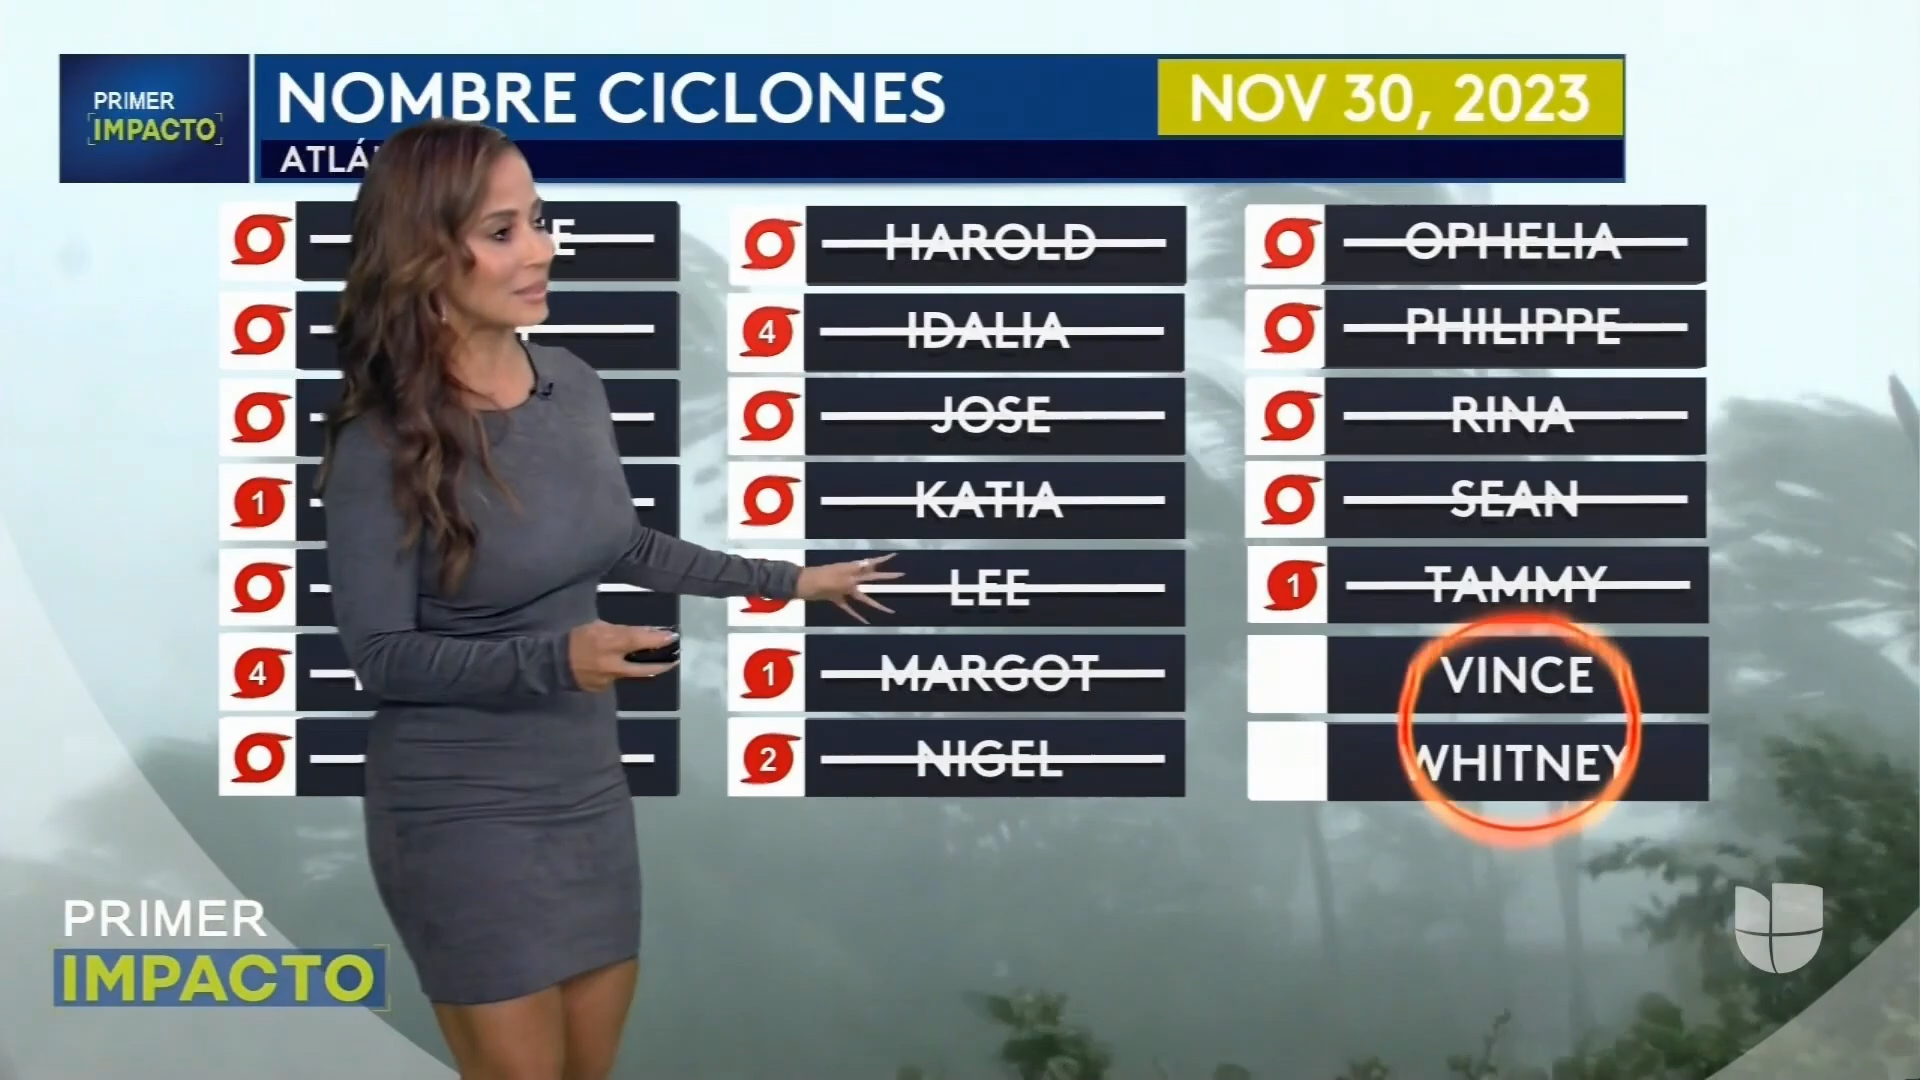 PRIMER
IMPACTO
NOMBRE CICLONES
NOV 30, 2023
1
4
HAROLD
4 IDALIA
JOSE
KATIA
LEE
1 MARGOT
2 NIGEL
OPHELIA
PHILIPPE
RINA
SEAN
1 TAMMY
VINCE
WHITNEY
PRIMER
IMPACTO